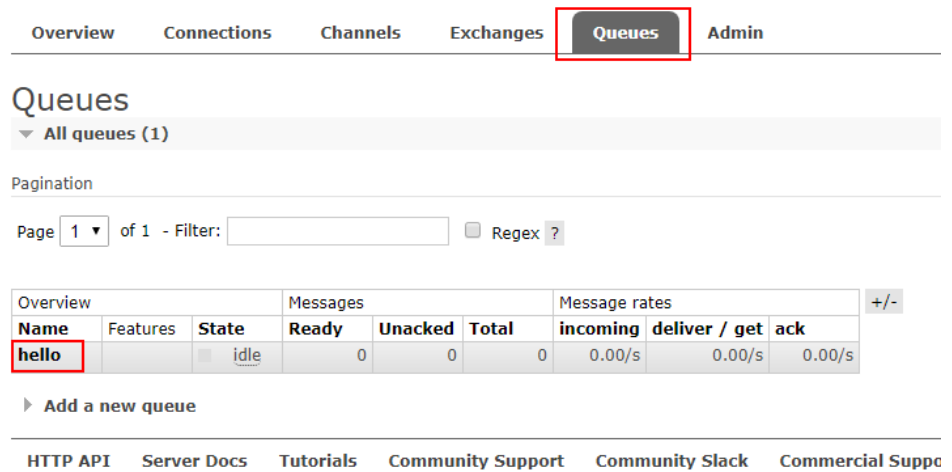 Overview Connections Channels Exchanges Queues Admin
Queues
All queues (1)
Pagination
Page 1 of 1 - Filter: Regex ?
Overview Messages Message rates +/-
Name Features State Ready Unacked Total incoming deliver / get ack
hello idle 0 0 0 0.00/s 0.00/s 0.00/s
Add a new queue
HTTP API Server Docs Tutorials Community Support Community Slack Commercial Suppo